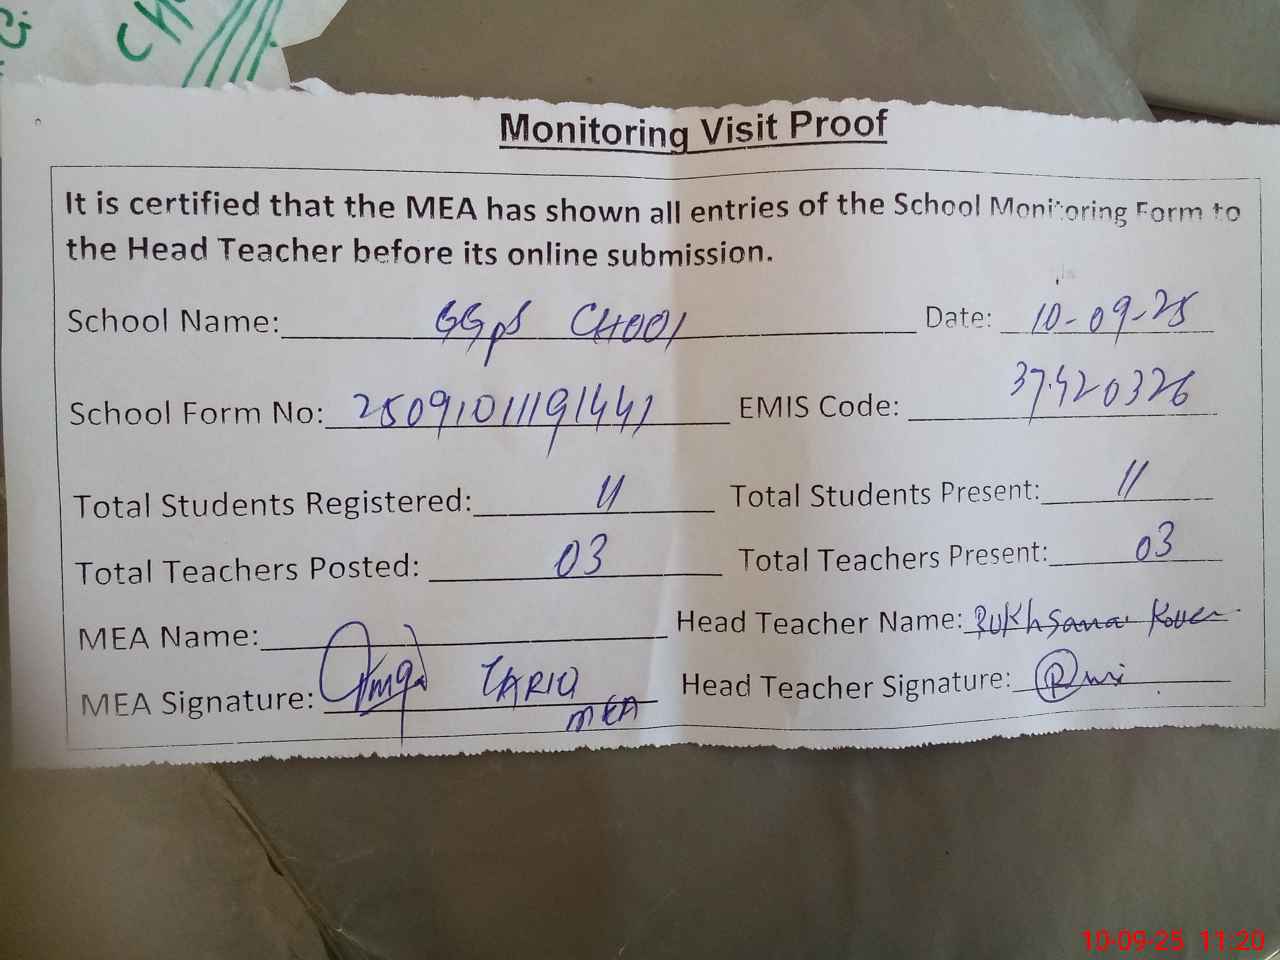 Monitoring Visit Proof
It is certified that the MEA has shown all entries of the School Monitoring Form to
the Head Teacher before its online submission.
School Name: GGPS CHOOI Date: 10-09-25
School Form No: 25091011191441 EMIS Code: 37420326
Total Students Registered: 11 Total Students Present: 11
Total Teachers Posted: 03 Total Teachers Present: 03
MEA Name: Head Teacher Name: Rukhsana
MEA Signature: TARIQ Head Teacher Signature:
MEA
10-09-25 11:20